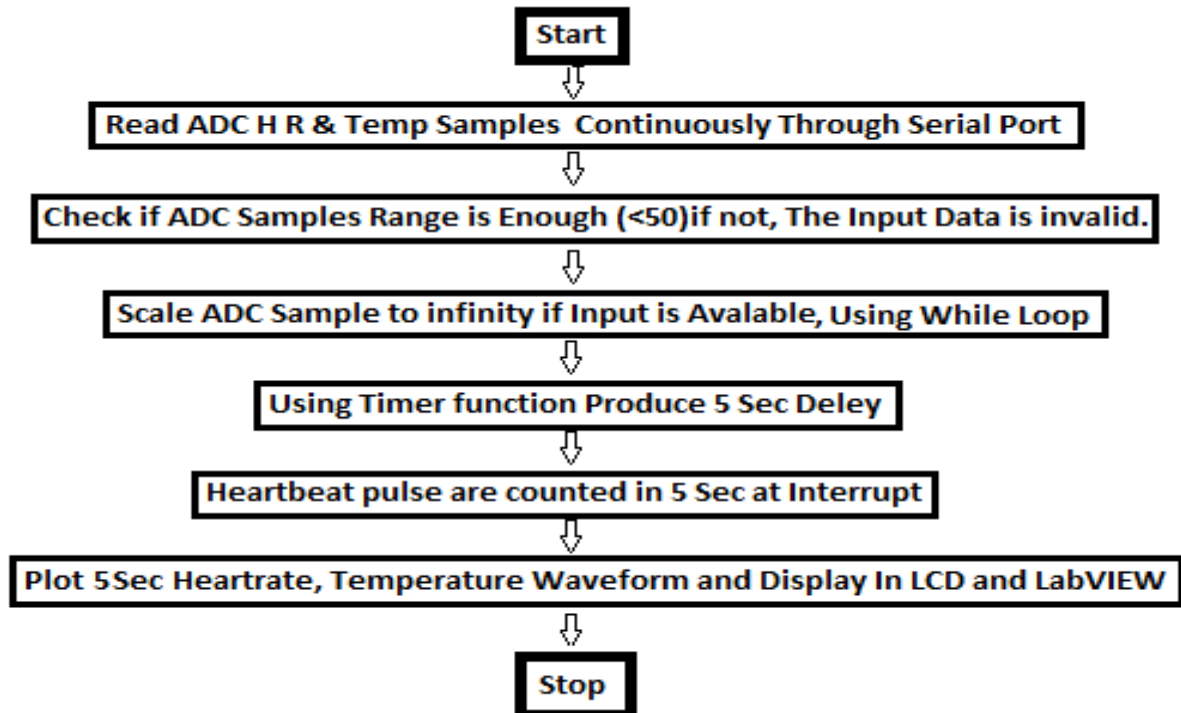 Start
Read ADC H R & Temp Samples Continuously Through Serial Port
Check if ADC Samples Range is Enough (<50)if not, The Input Data is invalid.
Scale ADC Sample to infinity if Input is Avalable, Using While Loop
Using Timer function Produce 5 Sec Deley
Heartbeat pulse are counted in 5 Sec at Interrupt
Plot 5Sec Heartrate, Temperature Waveform and Display In LCD and LabVIEW
Stop